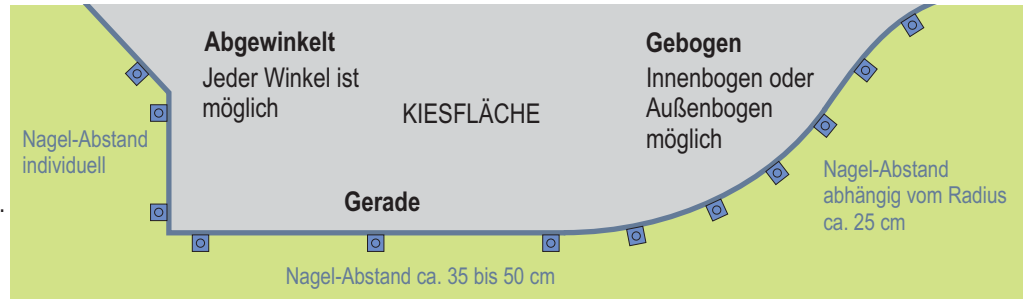 Abgewinkelt
Jeder Winkel ist
möglich
KIESFLÄCHE
Gebogen
Innenbogen oder
Außenbogen
möglich
Nagel-Abstand
individuell
Gerade
Nagel-Abstand
abhängig vom Radius
ca. 25 cm
Nagel-Abstand ca. 35 bis 50 cm
.